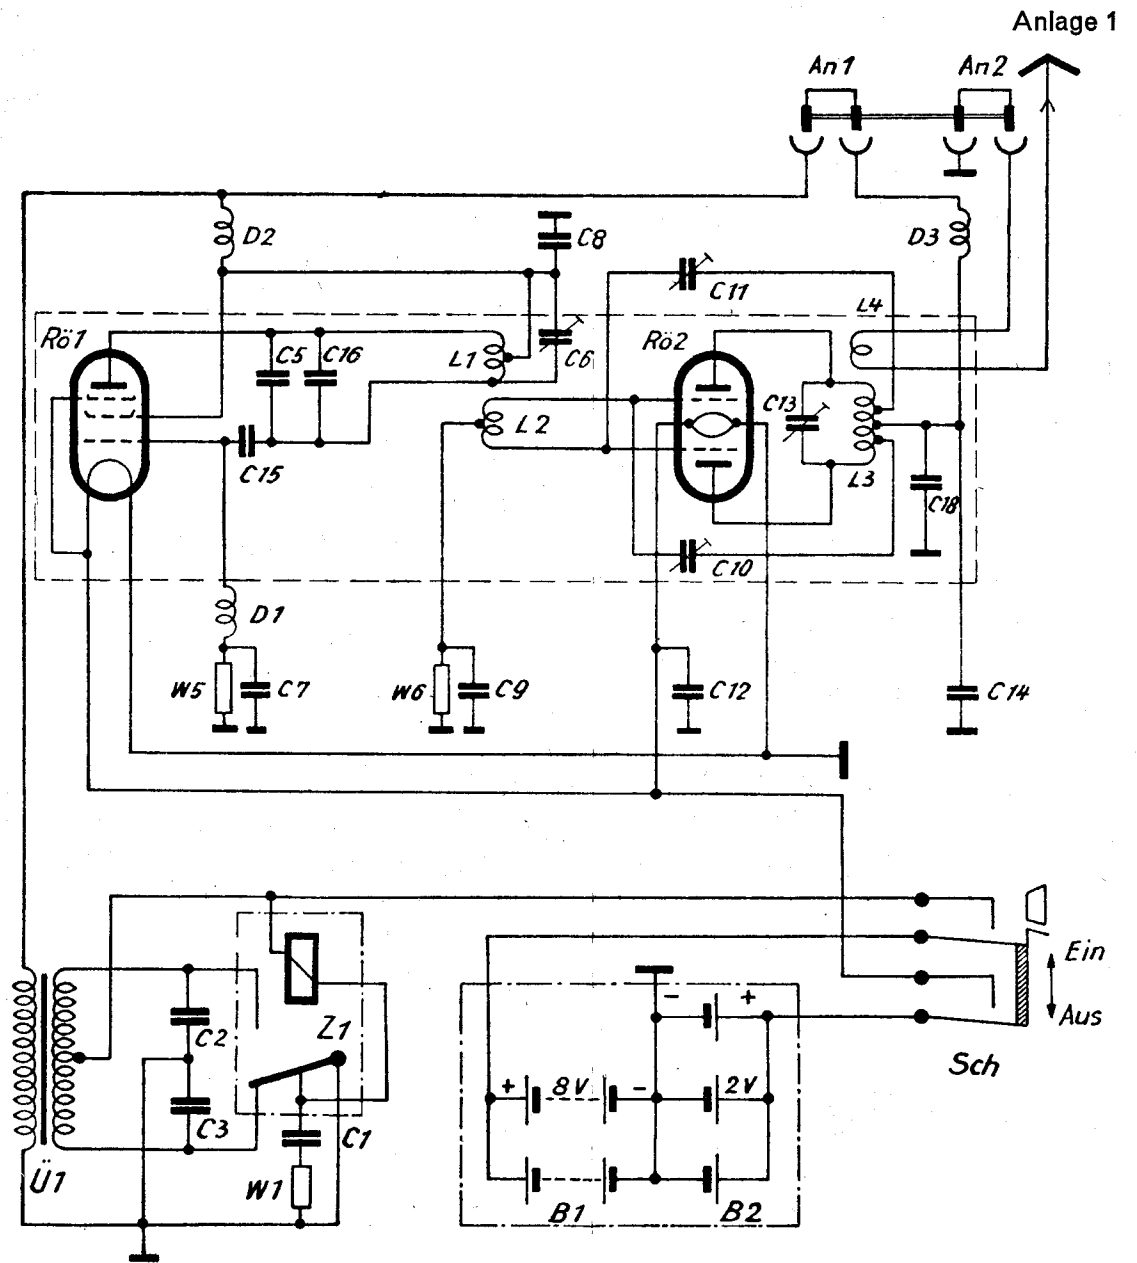 Anlage 1
An1
An2
D2
C8
D3
C11
Rö1
C5
C16
L1
C6
Rö2
L4
C13
L2
C15
L3
C18
C10
D1
W5
C7
W6
C9
C12
C14
Ein
Aus
Sch
Z1
C2
C3
C1
W1
Ü1
- +
+ 8V - 2V
B1
B2